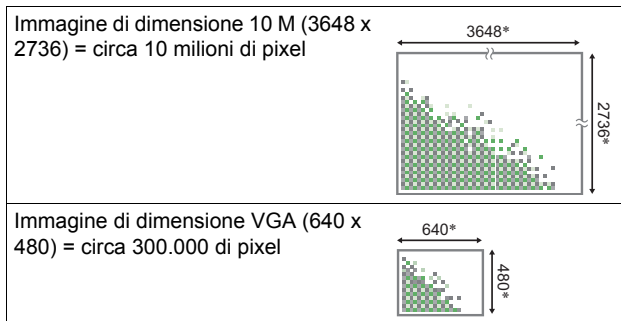 Immagine di dimensione 10 M (3648 x
2736) = circa 10 milioni di pixel
3648*
2736*
Immagine di dimensione VGA (640 x
480) = circa 300.000 di pixel
640*
480*